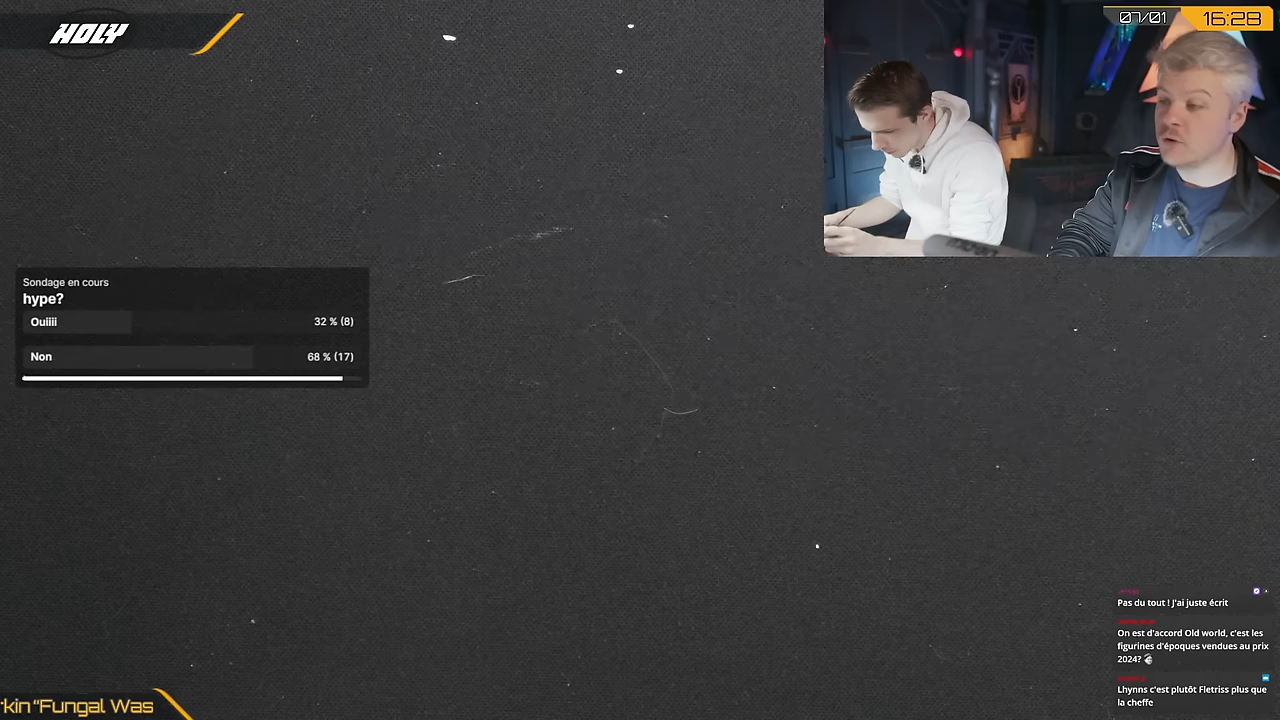 HOLY
07/01
16:28
Sondage en cours
hype?
Ouiiii
32 % (8)
Non
68 % (17)
Pas du tout ! J'ai juste écrit
On est d'accord Old world, c'est les
figurines d'époques vendues au prix
2024?
Lhynns c'est plutôt Fletriss plus que
la cheffe
kin "Fungal Was